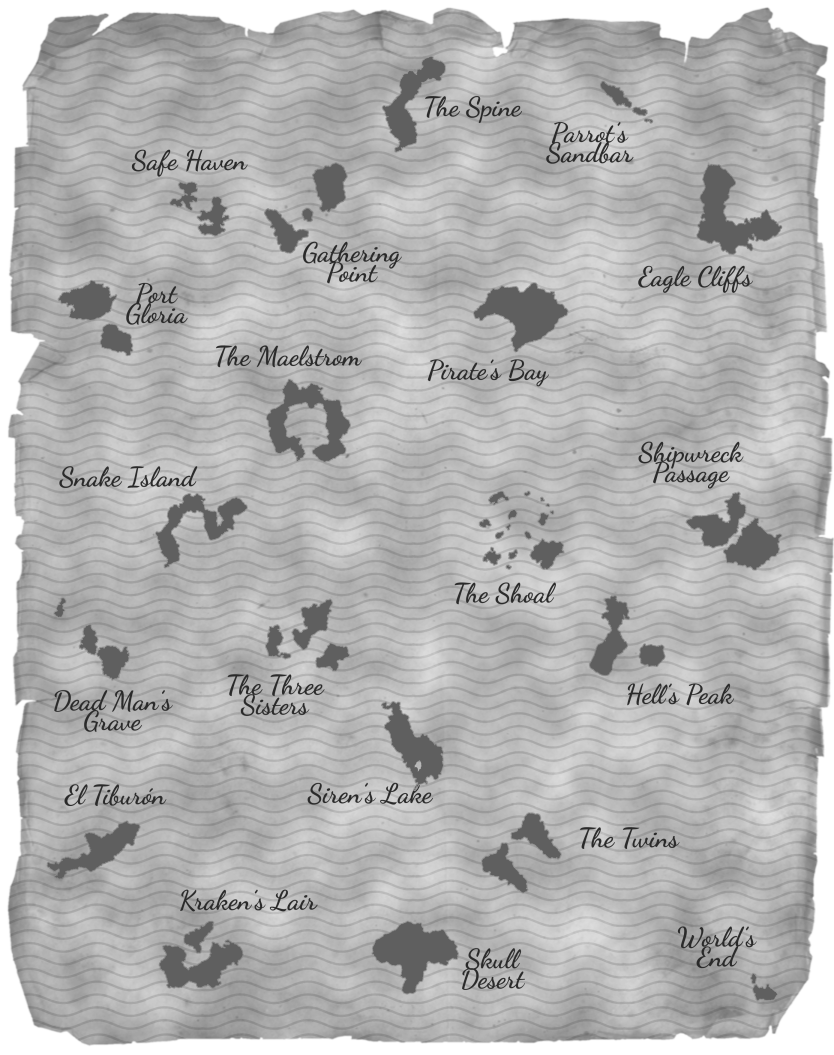 The Spine
Parrot's
Sandbar
Safe Haven
Gathering
Point
Eagle Cliffs
Port
Gloria
The Maelstrom
Pirate's Bay
Shipwreck
Passage
Snake Island
The Shoal
The Three
Sisters
Hell's Peak
Dead Man's
Grave
Siren's Lake
El Tiburón
The Twins
Kraken's Lair
Skull
Desert
World's
End